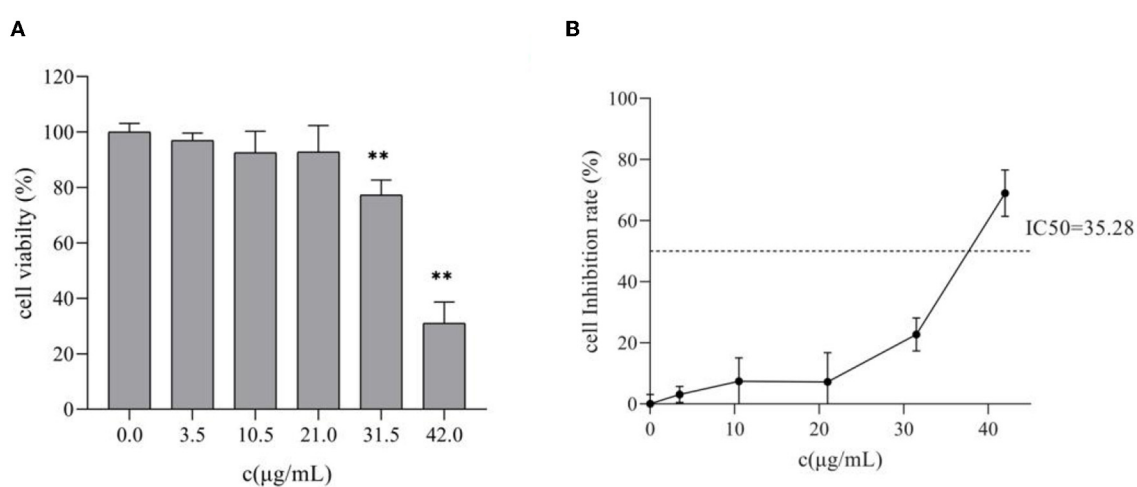 A
cell viabilty (%)
120
100
80
60
40
20
0
**
**
0.0 3.5 10.5 21.0 31.5 42.0
c(μg/mL)
B
cell Inhibition rate (%)
100
80
60
40
20
0
IC50=35.28
0 10 20 30 40
c(μg/mL)